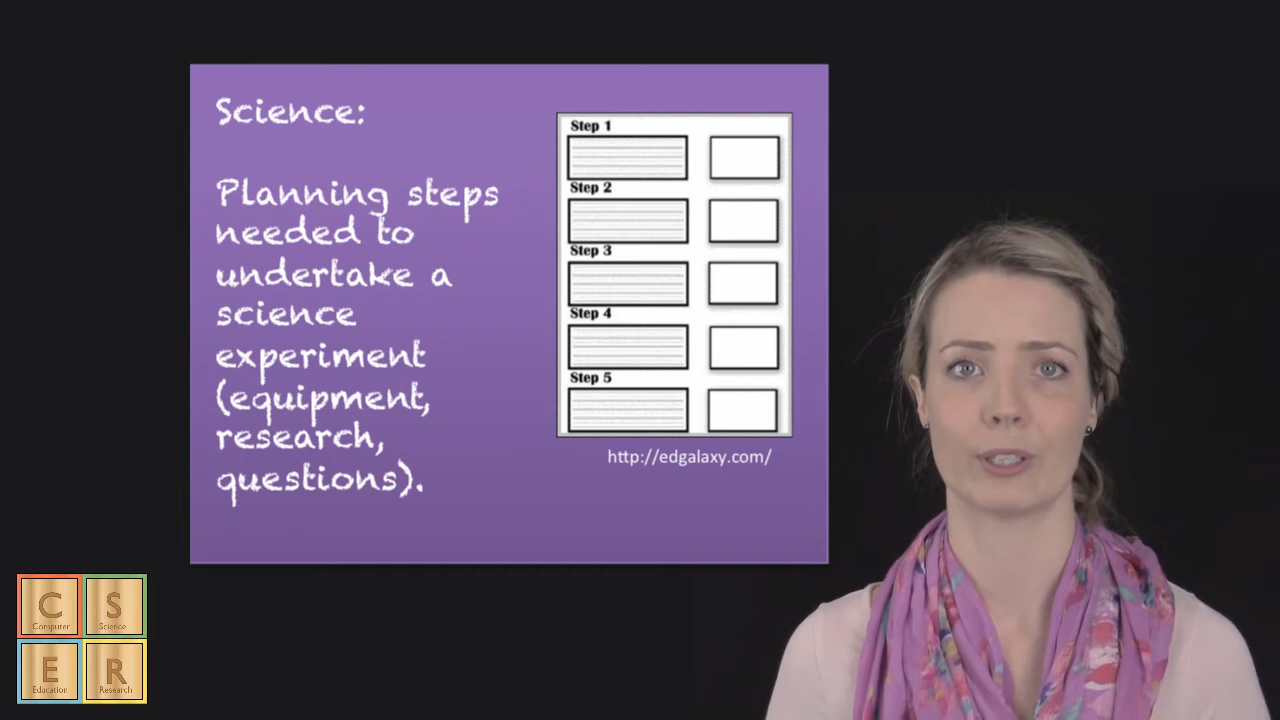 Science:
Planning steps
needed to
undertake a
science
experiment
(equipment,
research,
questions).
Step 1
Step 2
Step 3
Step 4
Step 5
http://edgalaxy.com/
C
Computer
S
Science
E
Education
R
Research